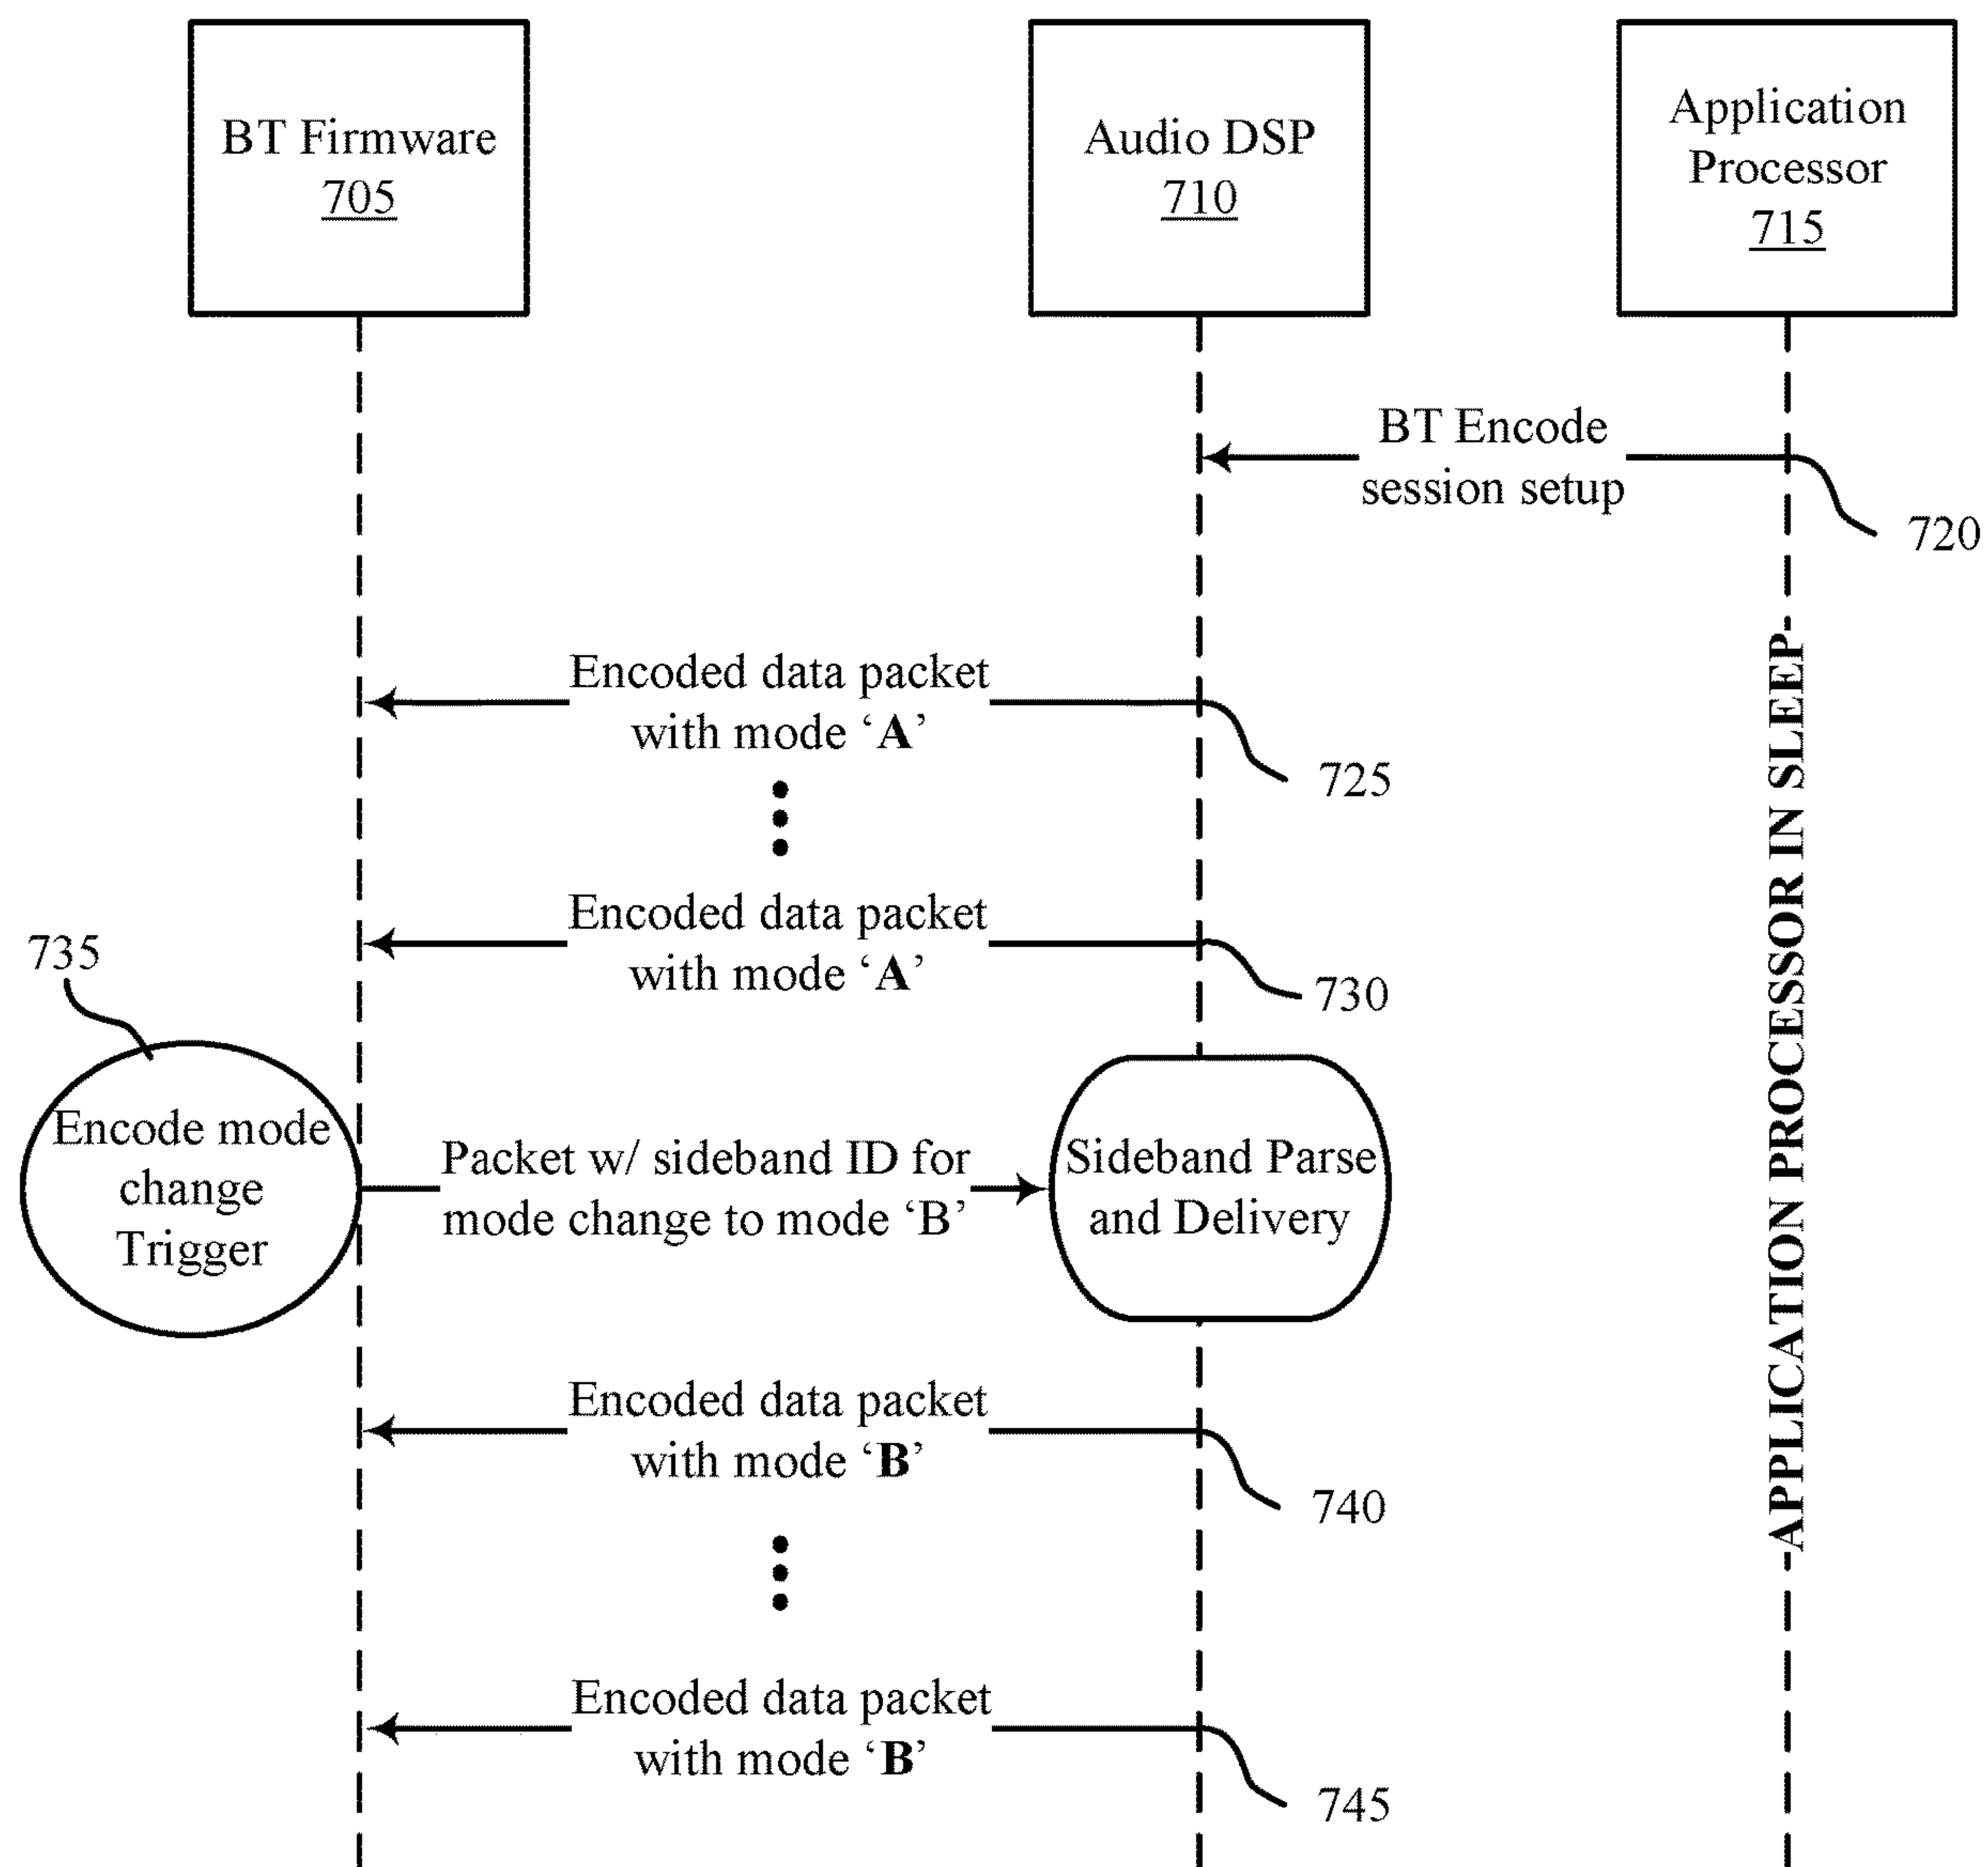 BT Firmware
705
Audio DSP
710
Application
Processor
715
BT Encode
session setup
720
Encoded data packet
with mode ‘A’
725
Encoded data packet
with mode ‘A’
730
735
Encode mode
change
Trigger
Packet w/ sideband ID for
mode change to mode ‘B’
Sideband Parse
and Delivery
Encoded data packet
with mode ‘B’
740
Encoded data packet
with mode ‘B’
745
APPLICATION PROCESSOR IN SLEEP